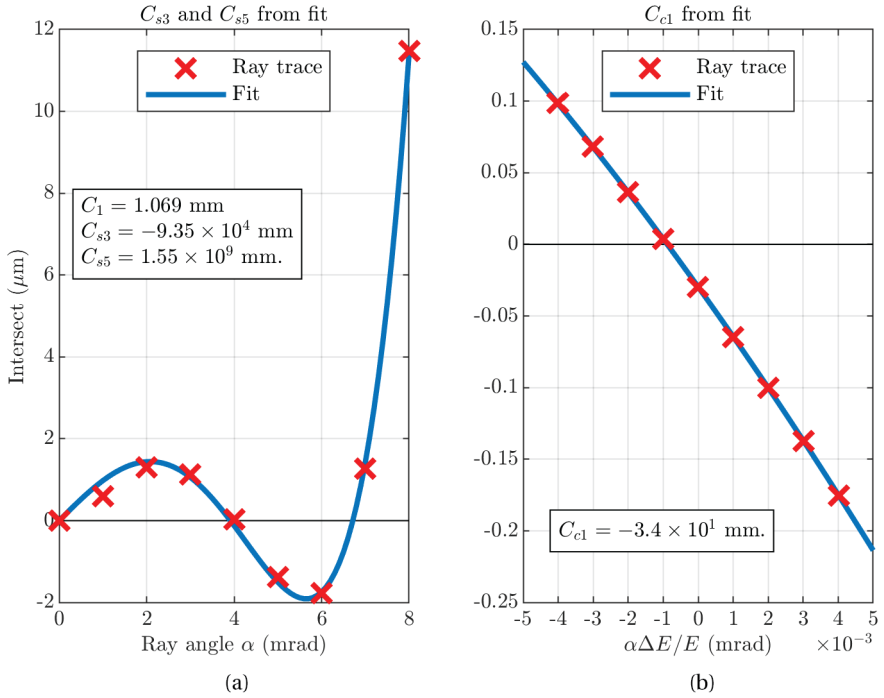 C_{s3} and C_{s5} from fit
12
10
8
6
4
2
0
-2
Intersect (μm)
Ray trace
Fit
C_1 = 1.069 mm
C_{s3} = −9.35 × 10^4 mm
C_{s5} = 1.55 × 10^9 mm.
0 2 4 6 8
Ray angle α (mrad)
(a)
C_{c1} from fit
0.15
0.1
0.05
0
-0.05
-0.1
-0.15
-0.2
-0.25
Ray trace
Fit
C_{c1} = −3.4 × 10^1 mm.
-5 -4 -3 -2 -1 0 1 2 3 4 5
αΔE/E (mrad) ×10^{-3}
(b)